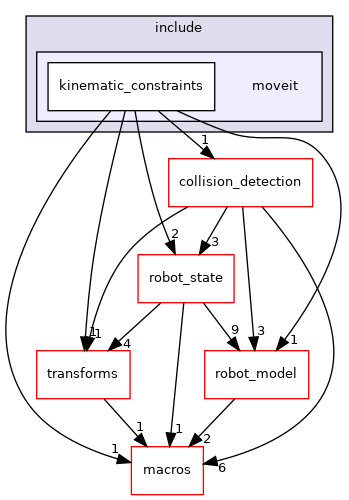 include
kinematic_constraints
moveit
1
collision_detection
2
3
robot_state
1
1
4
9
3
1
transforms
robot_model
1
1
1
2
macros
6